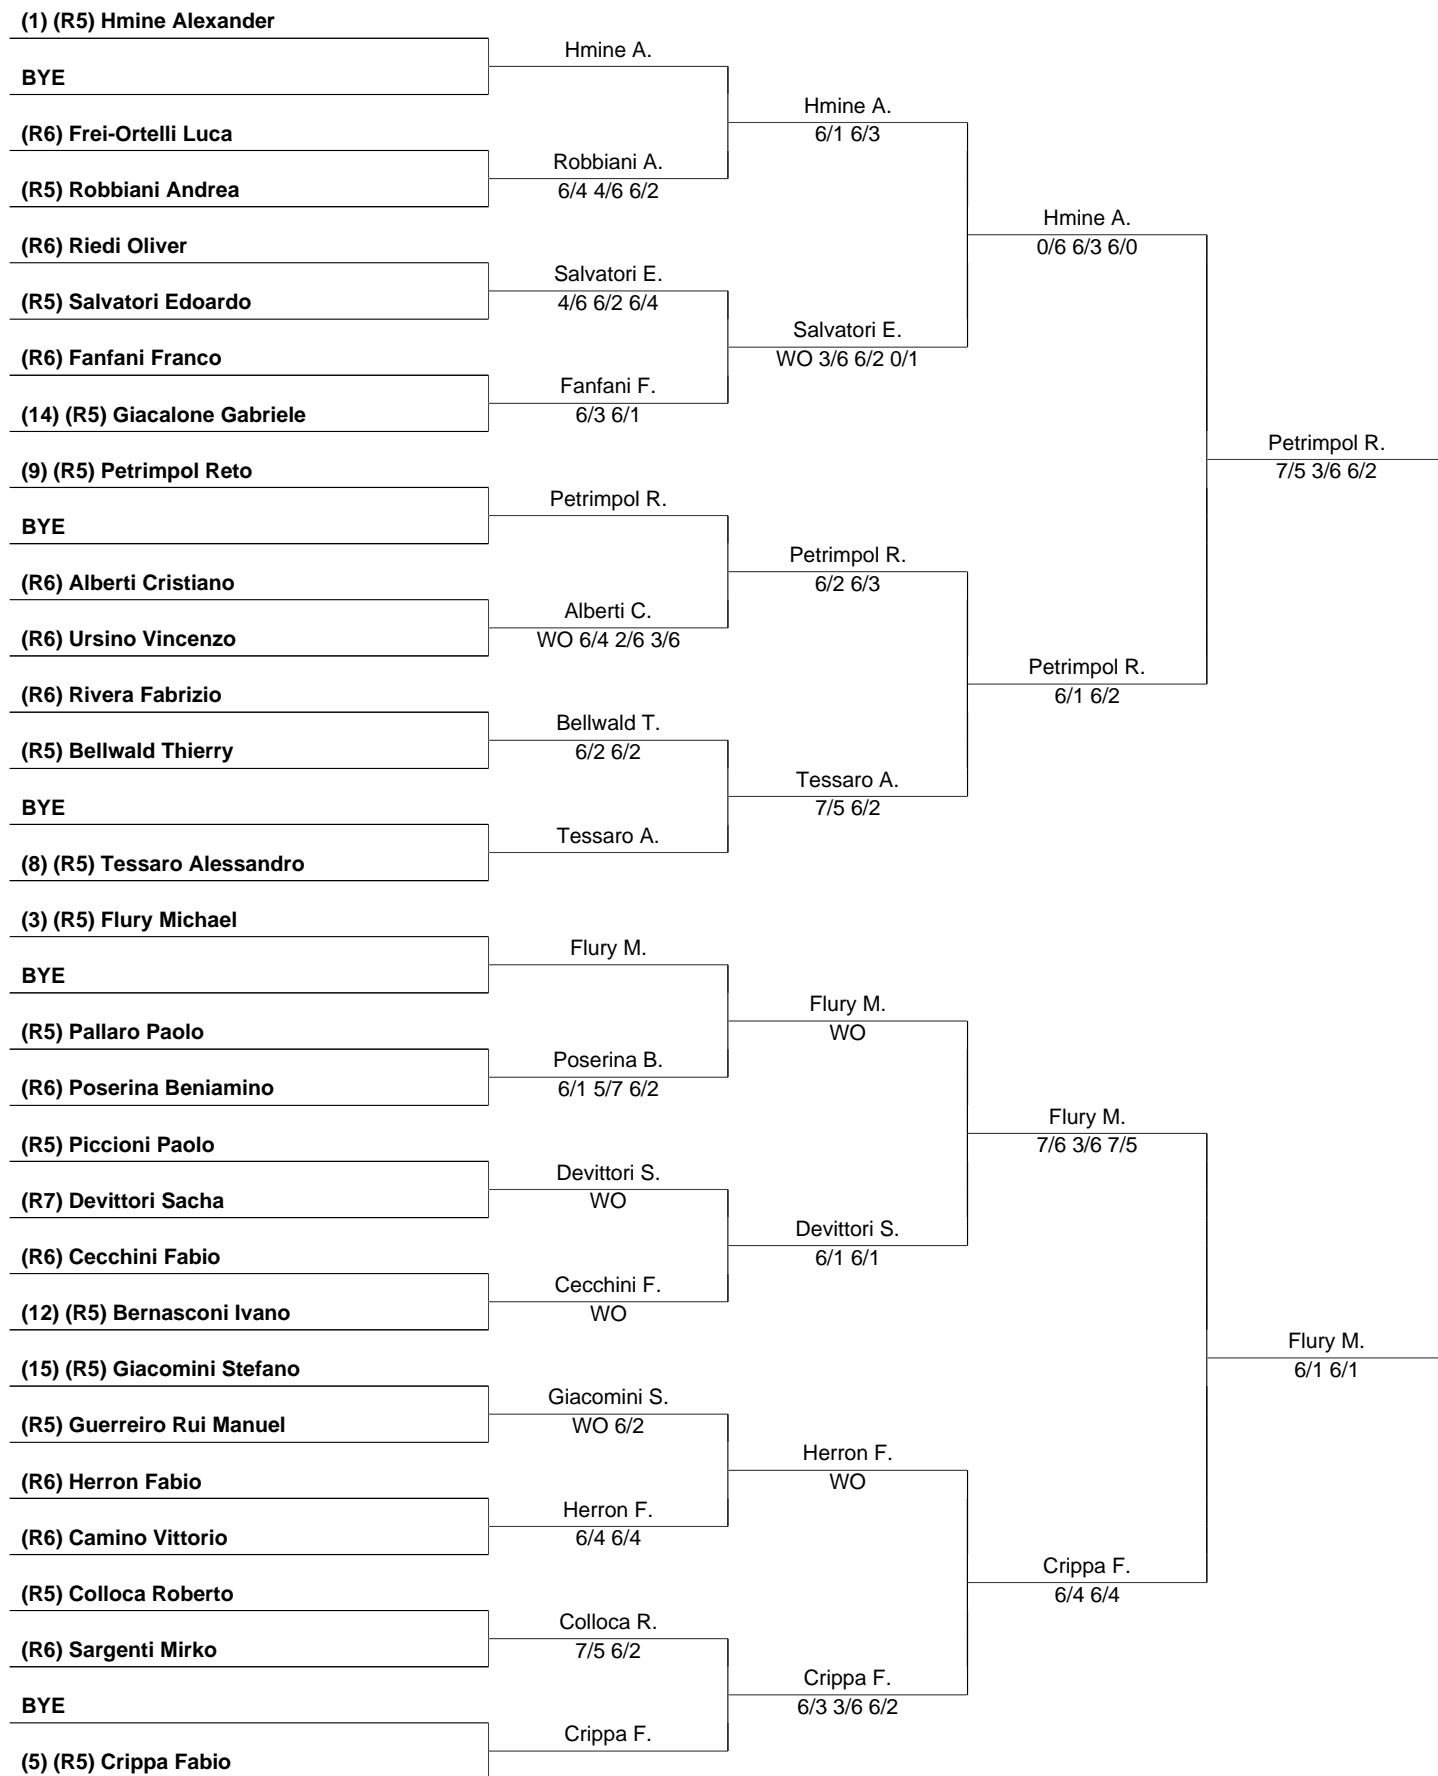 (1) (R5) Hmine Alexander
Hmine A.
BYE
Hmine A.
6/1 6/3
(R6) Frei-Ortelli Luca
Robbiani A.
6/4 4/6 6/2
(R5) Robbiani Andrea
Hmine A.
0/6 6/3 6/0
(R6) Riedi Oliver
Salvatori E.
4/6 6/2 6/4
(R5) Salvatori Edoardo
Salvatori E.
WO 3/6 6/2 0/1
(R6) Fanfani Franco
Fanfani F.
6/3 6/1
(14) (R5) Giacalone Gabriele
Petrimpol R.
7/5 3/6 6/2
(9) (R5) Petrimpol Reto
Petrimpol R.
BYE
Petrimpol R.
6/2 6/3
(R6) Alberti Cristiano
Alberti C.
WO 6/4 2/6 3/6
(R6) Ursino Vincenzo
Petrimpol R.
6/1 6/2
(R6) Rivera Fabrizio
Bellwald T.
6/2 6/2
(R5) Bellwald Thierry
Tessaro A.
7/5 6/2
BYE
Tessaro A.
(8) (R5) Tessaro Alessandro
(3) (R5) Flury Michael
Flury M.
BYE
Flury M.
WO
(R5) Pallaro Paolo
Poserina B.
6/1 5/7 6/2
(R6) Poserina Beniamino
Flury M.
7/6 3/6 7/5
(R5) Piccioni Paolo
Devittori S.
WO
(R7) Devittori Sacha
Devittori S.
6/1 6/1
(R6) Cecchini Fabio
Cecchini F.
WO
(12) (R5) Bernasconi Ivano
Flury M.
6/1 6/1
(15) (R5) Giacomini Stefano
Giacomini S.
WO 6/2
(R5) Guerreiro Rui Manuel
Herron F.
WO
(R6) Herron Fabio
Herron F.
6/4 6/4
(R6) Camino Vittorio
Crippa F.
6/4 6/4
(R5) Colloca Roberto
Colloca R.
7/5 6/2
(R6) Sargenti Mirko
Crippa F.
6/3 3/6 6/2
BYE
Crippa F.
(5) (R5) Crippa Fabio